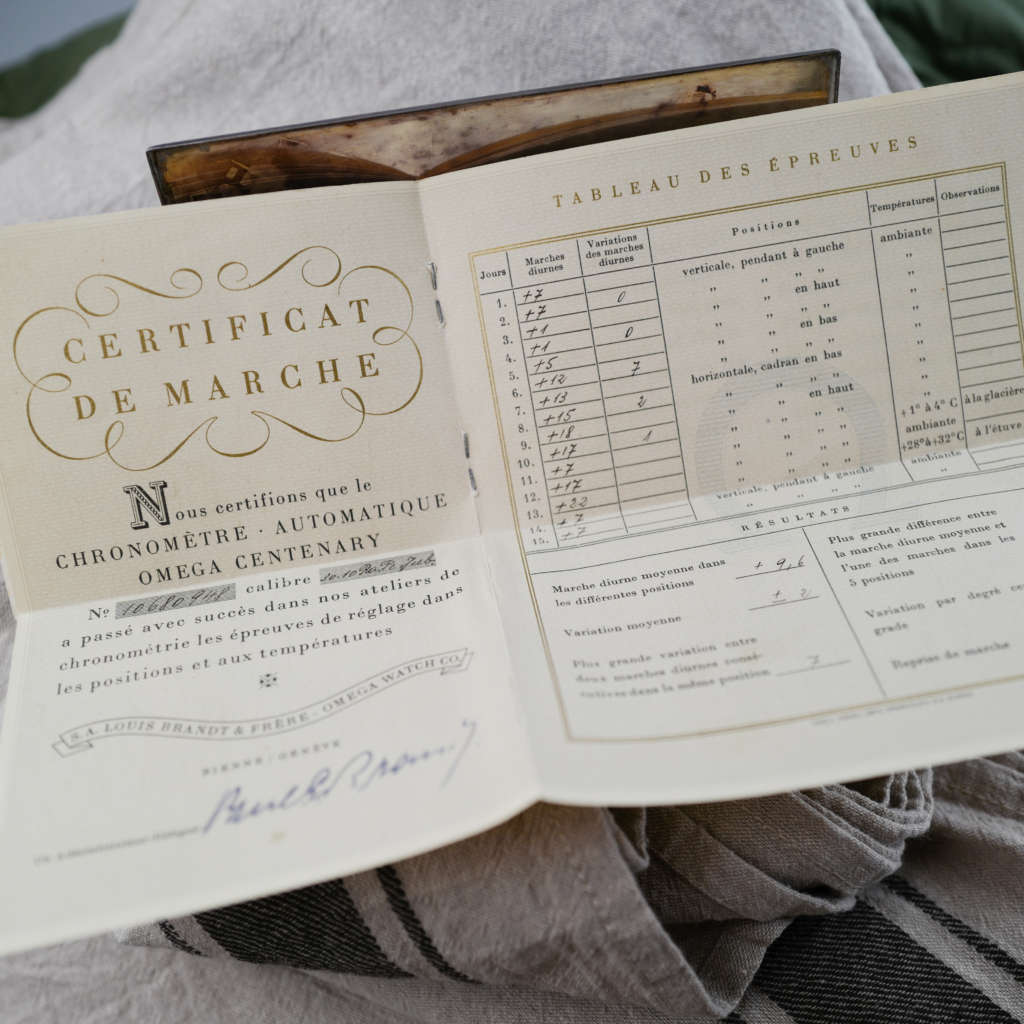 CERTIFICAT
DE MARCHE
Nous certifions que le
CHRONOMÈTRE · AUTOMATIQUE
OMEGA CENTENARY
No 10680948 calibre
a passé avec succès dans nos ateliers de
chronométrie les épreuves de réglage dans
les positions et aux températures
S.A. LOUIS BRANDT & FRÈRE · OMEGA WATCH CO.
BIENNE / GENÈVE
TABLEAU DES ÉPREUVES
Jours Marches diurnes Variations des marches diurnes Positions Températures Observations
1. +7 0 verticale, pendant à gauche ambiante
2. +7 „ „ „ „ „
3. +1 0 „ „ en haut „
4. +1 „ „ „ „ „
5. +5 7 „ „ en bas „
6. +12 „ „ „ „ „
7. +13 2 horizontale, cadran en bas „
8. +15 „ „ „ „ „
9. +18 1 „ „ en haut „
10. +17 „ „ „ „ „
11. +7 „ „ „ „ +1° à 4° C à la glacière
12. +17 „ „ „ „ ambiante
13. +22 „ „ „ „ +28° à +32° C à l'étuve
14. +7 verticale, pendant à gauche ambiante
15. +7 „ „ „ „ „
RÉSULTATS
Marche diurne moyenne dans
les différentes positions + 9,6
Variation moyenne ± 2
Plus grande variation entre
deux marches diurnes consé-
cutives dans la même position 7
Plus grande différence entre
la marche diurne moyenne et
l'une des marches dans les
5 positions
Variation par degré
grade
Reprise de marche